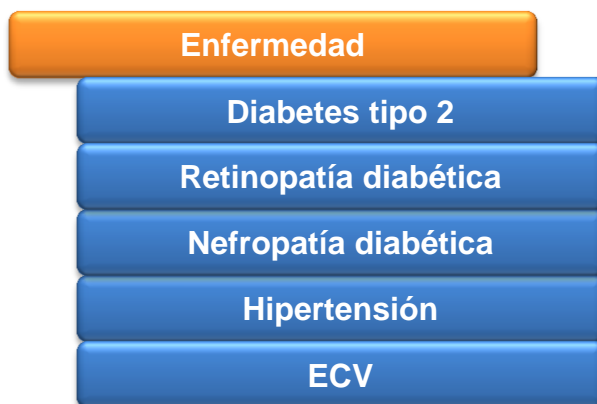 Enfermedad
Diabetes tipo 2
Retinopatía diabética
Nefropatía diabética
Hipertensión
ECV